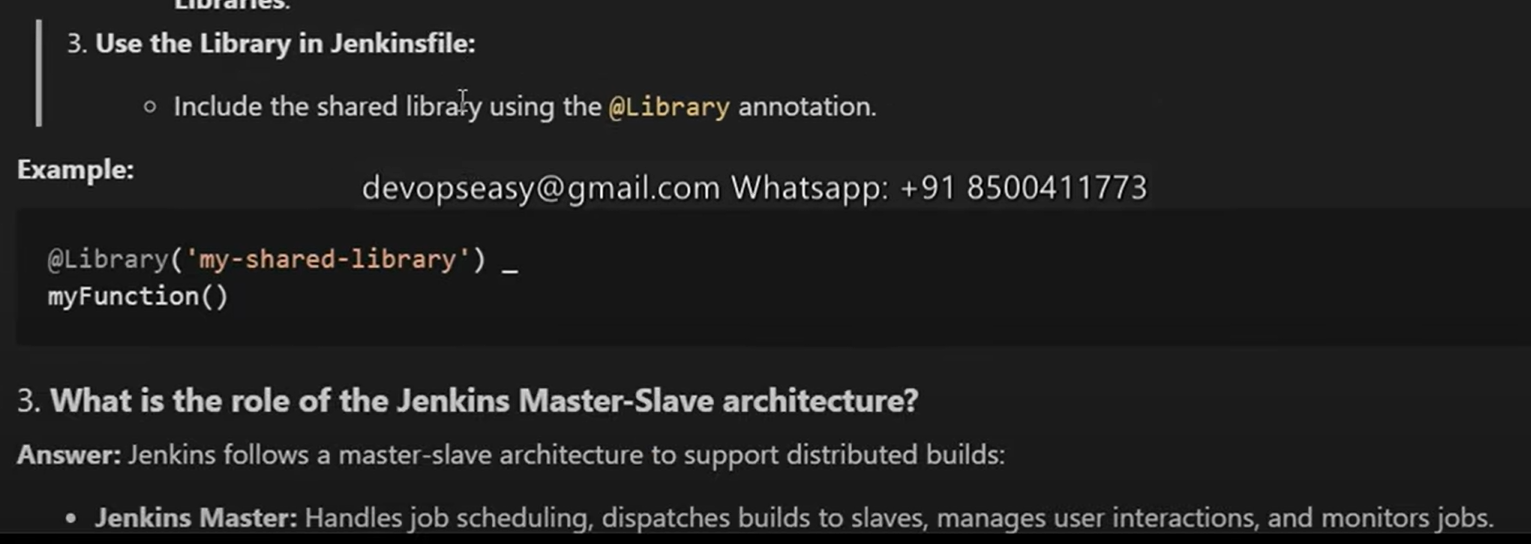 Libraries.
3. Use the Library in Jenkinsfile:
Include the shared library using the @Library annotation.
Example:
devopseasy@gmail.com Whatsapp: +91 8500411773
@Library('my-shared-library') _
myFunction()
3. What is the role of the Jenkins Master-Slave architecture?
Answer: Jenkins follows a master-slave architecture to support distributed builds:
• Jenkins Master: Handles job scheduling, dispatches builds to slaves, manages user interactions, and monitors jobs.